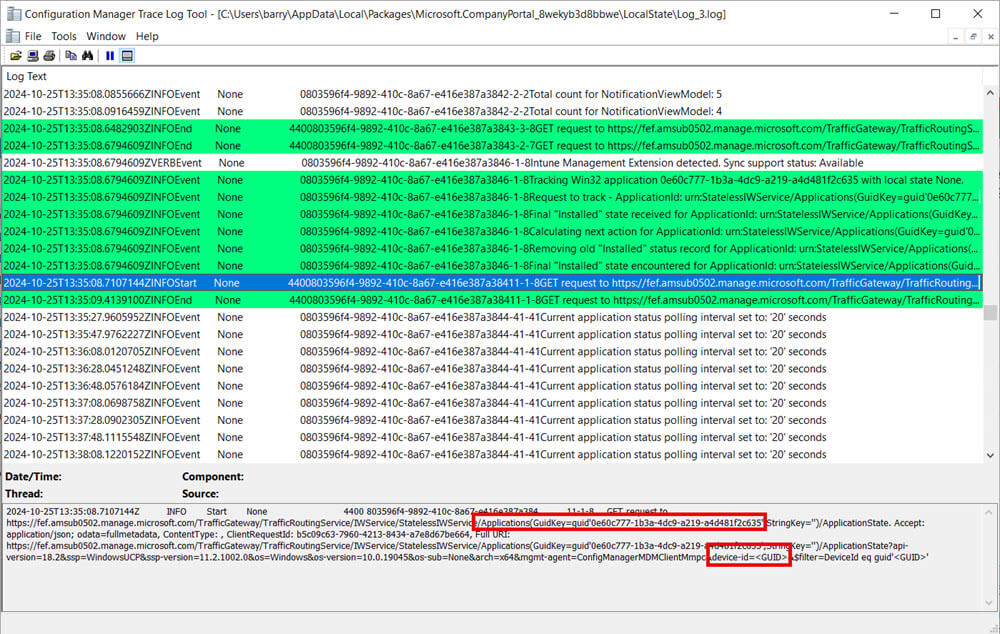 Configuration Manager Trace Log Tool - [C:\Users\barry\AppData\Local\Packages\Microsoft.CompanyPortal_8wekyb3d8bbwe\LocalState\Log_3.log]
File Tools Window Help
Log Text
2024-10-25T13:35:08.0855666ZINFOEvent None 0803596f4-9892-410c-8a67-e416e387a3842-2-2Total count for NotificationViewModel: 5
2024-10-25T13:35:08.0916459ZINFOEvent None 0803596f4-9892-410c-8a67-e416e387a3842-2-2Total count for NotificationViewModel: 4
2024-10-25T13:35:08.6482903ZINFOEnd None 4400803596f4-9892-410c-8a67-e416e387a3843-3-8GET request to https://fef.amsub0502.manage.microsoft.com/TrafficGateway/TrafficRoutingS...
2024-10-25T13:35:08.6794609ZINFOEnd None 4400803596f4-9892-410c-8a67-e416e387a3843-2-7GET request to https://fef.amsub0502.manage.microsoft.com/TrafficGateway/TrafficRoutingS...
2024-10-25T13:35:08.6794609ZVERBEvent None 0803596f4-9892-410c-8a67-e416e387a3846-1-8Intune Management Extension detected. Sync support status: Available
2024-10-25T13:35:08.6794609ZINFOEvent None 0803596f4-9892-410c-8a67-e416e387a3846-1-8Tracking Win32 application 0e60c777-1b3a-4dc9-a219-a4d481f2c635 with local state None.
2024-10-25T13:35:08.6794609ZINFOEvent None 0803596f4-9892-410c-8a67-e416e387a3846-1-8Request to track - ApplicationId: urn:StatelessIWService/Applications(GuidKey=guid'0e60c777...
2024-10-25T13:35:08.6794609ZINFOEvent None 0803596f4-9892-410c-8a67-e416e387a3846-1-8Final "Installed" state received for ApplicationId: urn:StatelessIWService/Applications(GuidKey...
2024-10-25T13:35:08.6794609ZINFOEvent None 0803596f4-9892-410c-8a67-e416e387a3846-1-8Calculating next action for ApplicationId: urn:StatelessIWService/Applications(GuidKey=guid'0...
2024-10-25T13:35:08.6794609ZINFOEvent None 0803596f4-9892-410c-8a67-e416e387a3846-1-8Removing old "Installed" status record for ApplicationId: urn:StatelessIWService/Applications(...
2024-10-25T13:35:08.6794609ZINFOEvent None 0803596f4-9892-410c-8a67-e416e387a3846-1-8Final "Installed" state encountered for ApplicationId: urn:StatelessIWService/Applications(Guid...
2024-10-25T13:35:08.7107144ZINFOStart None 4400803596f4-9892-410c-8a67-e416e387a38411-1-8GET request to https://fef.amsub0502.manage.microsoft.com/TrafficGateway/TrafficRouting...
2024-10-25T13:35:09.4139100ZINFOEnd None 4400803596f4-9892-410c-8a67-e416e387a38411-1-8GET request to https://fef.amsub0502.manage.microsoft.com/TrafficGateway/TrafficRouting...
2024-10-25T13:35:27.9605952ZINFOEvent None 0803596f4-9892-410c-8a67-e416e387a3844-41-41Current application status polling interval set to: '20' seconds
2024-10-25T13:35:47.9762227ZINFOEvent None 0803596f4-9892-410c-8a67-e416e387a3844-41-41Current application status polling interval set to: '20' seconds
2024-10-25T13:36:08.0120705ZINFOEvent None 0803596f4-9892-410c-8a67-e416e387a3844-41-41Current application status polling interval set to: '20' seconds
2024-10-25T13:36:28.0451248ZINFOEvent None 0803596f4-9892-410c-8a67-e416e387a3844-41-41Current application status polling interval set to: '20' seconds
2024-10-25T13:36:48.0576184ZINFOEvent None 0803596f4-9892-410c-8a67-e416e387a3844-41-41Current application status polling interval set to: '20' seconds
2024-10-25T13:37:08.0698758ZINFOEvent None 0803596f4-9892-410c-8a67-e416e387a3844-41-41Current application status polling interval set to: '20' seconds
2024-10-25T13:37:28.0902305ZINFOEvent None 0803596f4-9892-410c-8a67-e416e387a3844-41-41Current application status polling interval set to: '20' seconds
2024-10-25T13:37:48.1115548ZINFOEvent None 0803596f4-9892-410c-8a67-e416e387a3844-41-41Current application status polling interval set to: '20' seconds
2024-10-25T13:38:08.1220152ZINFOEvent None 0803596f4-9892-410c-8a67-e416e387a3844-41-41Current application status polling interval set to: '20' seconds
Date/Time: Component:
Thread: Source:
2024-10-25T13:35:08.7107144Z INFO Start None 4400 803596f4-9892-410c-8a67-e416e387a384 11-1-8 GET request to
https://fef.amsub0502.manage.microsoft.com/TrafficGateway/TrafficRoutingService/IWService/StatelessIWService/Applications(GuidKey=guid'0e60c777-1b3a-4dc9-a219-a4d481f2c635',StringKey='')/ApplicationState. Accept:
application/json; odata=fullmetadata, ContentType: , ClientRequestId: b5c09c63-7960-4213-8434-a7e8d67be664, Full URI:
https://fef.amsub0502.manage.microsoft.com/TrafficGateway/TrafficRoutingService/IWService/StatelessIWService/Applications(GuidKey=guid'0e60c777-1b3a-4dc9-a219-a4d481f2c635',StringKey='')/ApplicationState?api-
version=18.2&ssp=WindowsUCP&ssp-version=11.2.1002.0&os=Windows&os-version=10.0.19045&os-sub=None&arch=x64&mgmt-agent=ConfigManagerMDMClientMmpc&device-id=<GUID>&$filter=DeviceId eq guid'<GUID>'